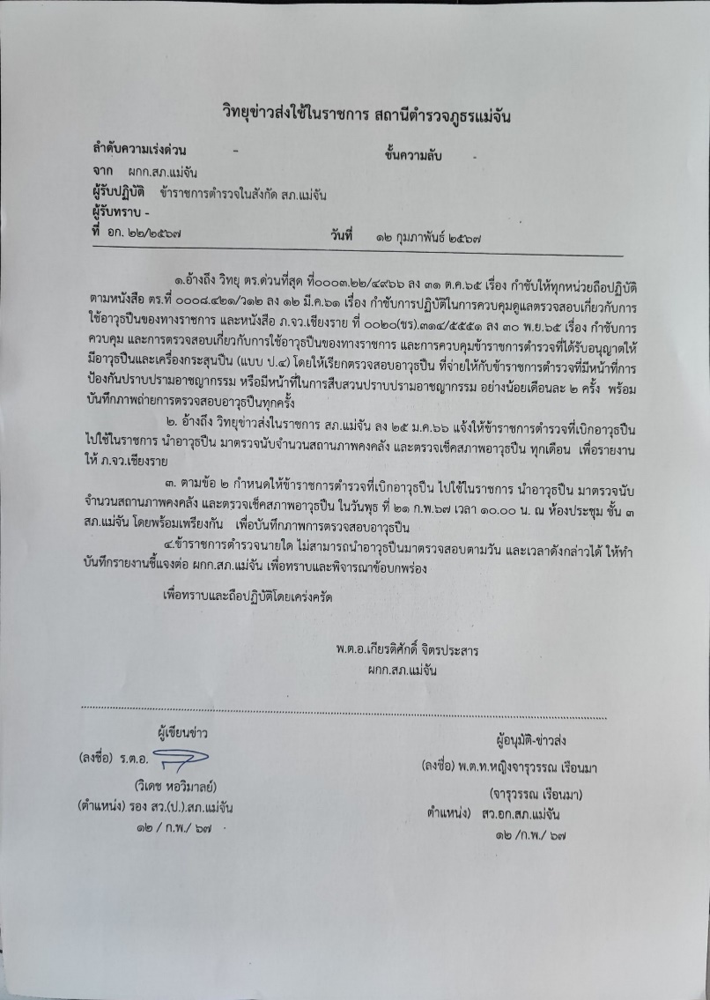 วิทยุข่าวส่งใช้ในราชการ สถานีตำรวจภูธรแม่จัน
ลำดับความเร่งด่วน - ชั้นความลับ -
จาก ผกก.สภ.แม่จัน
ผู้รับปฏิบัติ ข้าราชการตำรวจในสังกัด สภ.แม่จัน
ผู้รับทราบ -
ที่ อก. ๒๒/๒๕๖๗ วันที่ ๑๒ กุมภาพันธ์ ๒๕๖๗
๑.อ้างถึง วิทยุ ตร.ด่วนที่สุด ที่๐๐๐๓.๒๒/๔๙๖๖ ลง ๓๑ ต.ค.๖๕ เรื่อง กำชับให้ทุกหน่วยถือปฏิบัติ
ตามหนังสือ ตร.ที่ ๐๐๐๘.๔๒๑/ว๑๒ ลง ๑๒ มี.ค.๖๑ เรื่อง กำชับการปฏิบัติในการควบคุมดูแลตรวจสอบเกี่ยวกับการ
ใช้อาวุธปืนของทางราชการ และหนังสือ ภ.จว.เชียงราย ที่ ๐๐๒๐(ชร).๓๑๔/๕๕๕๑ ลง ๓๐ พ.ย.๖๕ เรื่อง กำชับการ
ควบคุม และการตรวจสอบเกี่ยวกับการใช้อาวุธปืนของทางราชการ และการควบคุมข้าราชการตำรวจที่ได้รับอนุญาตให้
มีอาวุธปืนและเครื่องกระสุนปืน (แบบ ป.๔) โดยให้เรียกตรวจสอบอาวุธปืน ที่จ่ายให้กับข้าราชการตำรวจที่มีหน้าที่การ
ป้องกันปราบปรามอาชญากรรม หรือมีหน้าที่ในการสืบสวนปราบปรามอาชญากรรม อย่างน้อยเดือนละ ๒ ครั้ง พร้อม
บันทึกภาพถ่ายการตรวจสอบอาวุธปืนทุกครั้ง
๒. อ้างถึง วิทยุข่าวส่งในราชการ สภ.แม่จัน ลง ๒๕ ม.ค.๖๖ แจ้งให้ข้าราชการตำรวจที่เบิกอาวุธปืน
ไปใช้ในราชการ นำอาวุธปืน มาตรวจนับจำนวนสถานภาพคงคลัง และตรวจเช็คสภาพอาวุธปืน ทุกเดือน เพื่อรายงาน
ให้ ภ.จว.เชียงราย
๓. ตามข้อ ๒ กำหนดให้ข้าราชการตำรวจที่เบิกอาวุธปืน ไปใช้ในราชการ นำอาวุธปืน มาตรวจนับ
จำนวนสถานภาพคงคลัง และตรวจเช็คสภาพอาวุธปืน ในวันพุธ ที่ ๒๑ ก.พ.๖๗ เวลา ๑๐.๐๐ น. ณ ห้องประชุม ชั้น ๓
สภ.แม่จัน โดยพร้อมเพรียงกัน เพื่อบันทึกภาพการตรวจสอบอาวุธปืน
๔.ข้าราชการตำรวจนายใด ไม่สามารถนำอาวุธปืนมาตรวจสอบตามวัน และเวลาดังกล่าวได้ ให้ทำ
บันทึกรายงานชี้แจงต่อ ผกก.สภ.แม่จัน เพื่อทราบและพิจารณาข้อบกพร่อง
เพื่อทราบและถือปฏิบัติโดยเคร่งครัด
พ.ต.อ.เกียรติศักดิ์ จิตรประสาร
ผกก.สภ.แม่จัน
ผู้เขียนข่าว
(ลงชื่อ) ร.ต.อ.
(วิเดช หอวิมาลย์)
(ตำแหน่ง) รอง สว.(ป.).สภ.แม่จัน
๑๒ / ก.พ./ ๖๗
ผู้อนุมัติ-ข่าวส่ง
(ลงชื่อ) พ.ต.ท.หญิงจารุวรรณ เรือนมา
(จารุวรรณ เรือนมา)
ตำแหน่ง) สว.อก.สภ.แม่จัน
๑๒ /ก.พ./ ๖๗